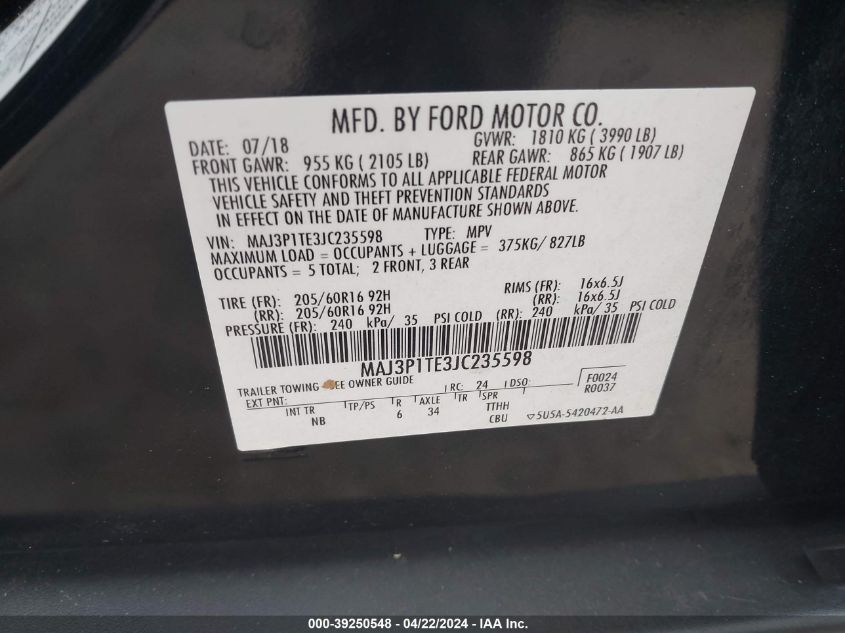 MFD. BY FORD MOTOR CO.
DATE: 07/18 GVWR: 1810 KG ( 3990 LB)
FRONT GAWR: 955 KG ( 2105 LB) REAR GAWR: 865 KG ( 1907 LB)
THIS VEHICLE CONFORMS TO ALL APPLICABLE FEDERAL MOTOR
VEHICLE SAFETY AND THEFT PREVENTION STANDARDS
IN EFFECT ON THE DATE OF MANUFACTURE SHOWN ABOVE.
VIN: MAJ3P1TE3JC235598 TYPE: MPV
MAXIMUM LOAD = OCCUPANTS + LUGGAGE = 375KG/ 827LB
OCCUPANTS = 5 TOTAL; 2 FRONT, 3 REAR
TIRE (FR): 205/60R16 92H RIMS (FR): 16x6.5J
(RR): 205/60R16 92H (RR): 16x6.5J
PRESSURE (FR): 240 kPa/ 35 PSI COLD (RR): 240 kPa/ 35 PSI COLD
MAJ3P1TE3JC235598
TRAILER TOWING - SEE OWNER GUIDE
EXT PNT: RC: 24 DSO: F0024
R0037
INT TR TP/PS R AXLE TR SPR
NB 6 34 TTHH
CBU 5U5A-5420472-AA
000-39250548 - 04/22/2024 - IAAI.com